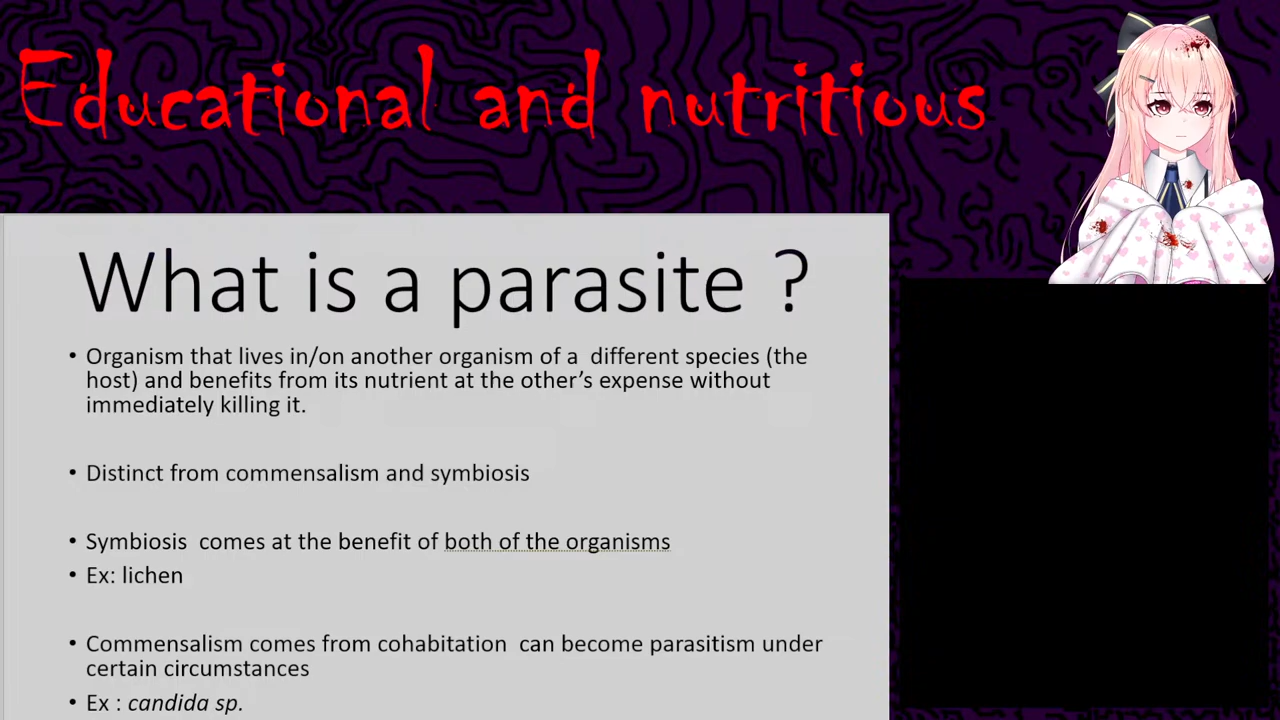 Educational and nutritious
What is a parasite ?
• Organism that lives in/on another organism of a  different species (the
host) and benefits from its nutrient at the other’s expense without
immediately killing it.
• Distinct from commensalism and symbiosis
• Symbiosis  comes at the benefit of both of the organisms
• Ex: lichen
• Commensalism comes from cohabitation  can become parasitism under
certain circumstances
• Ex : candida sp.